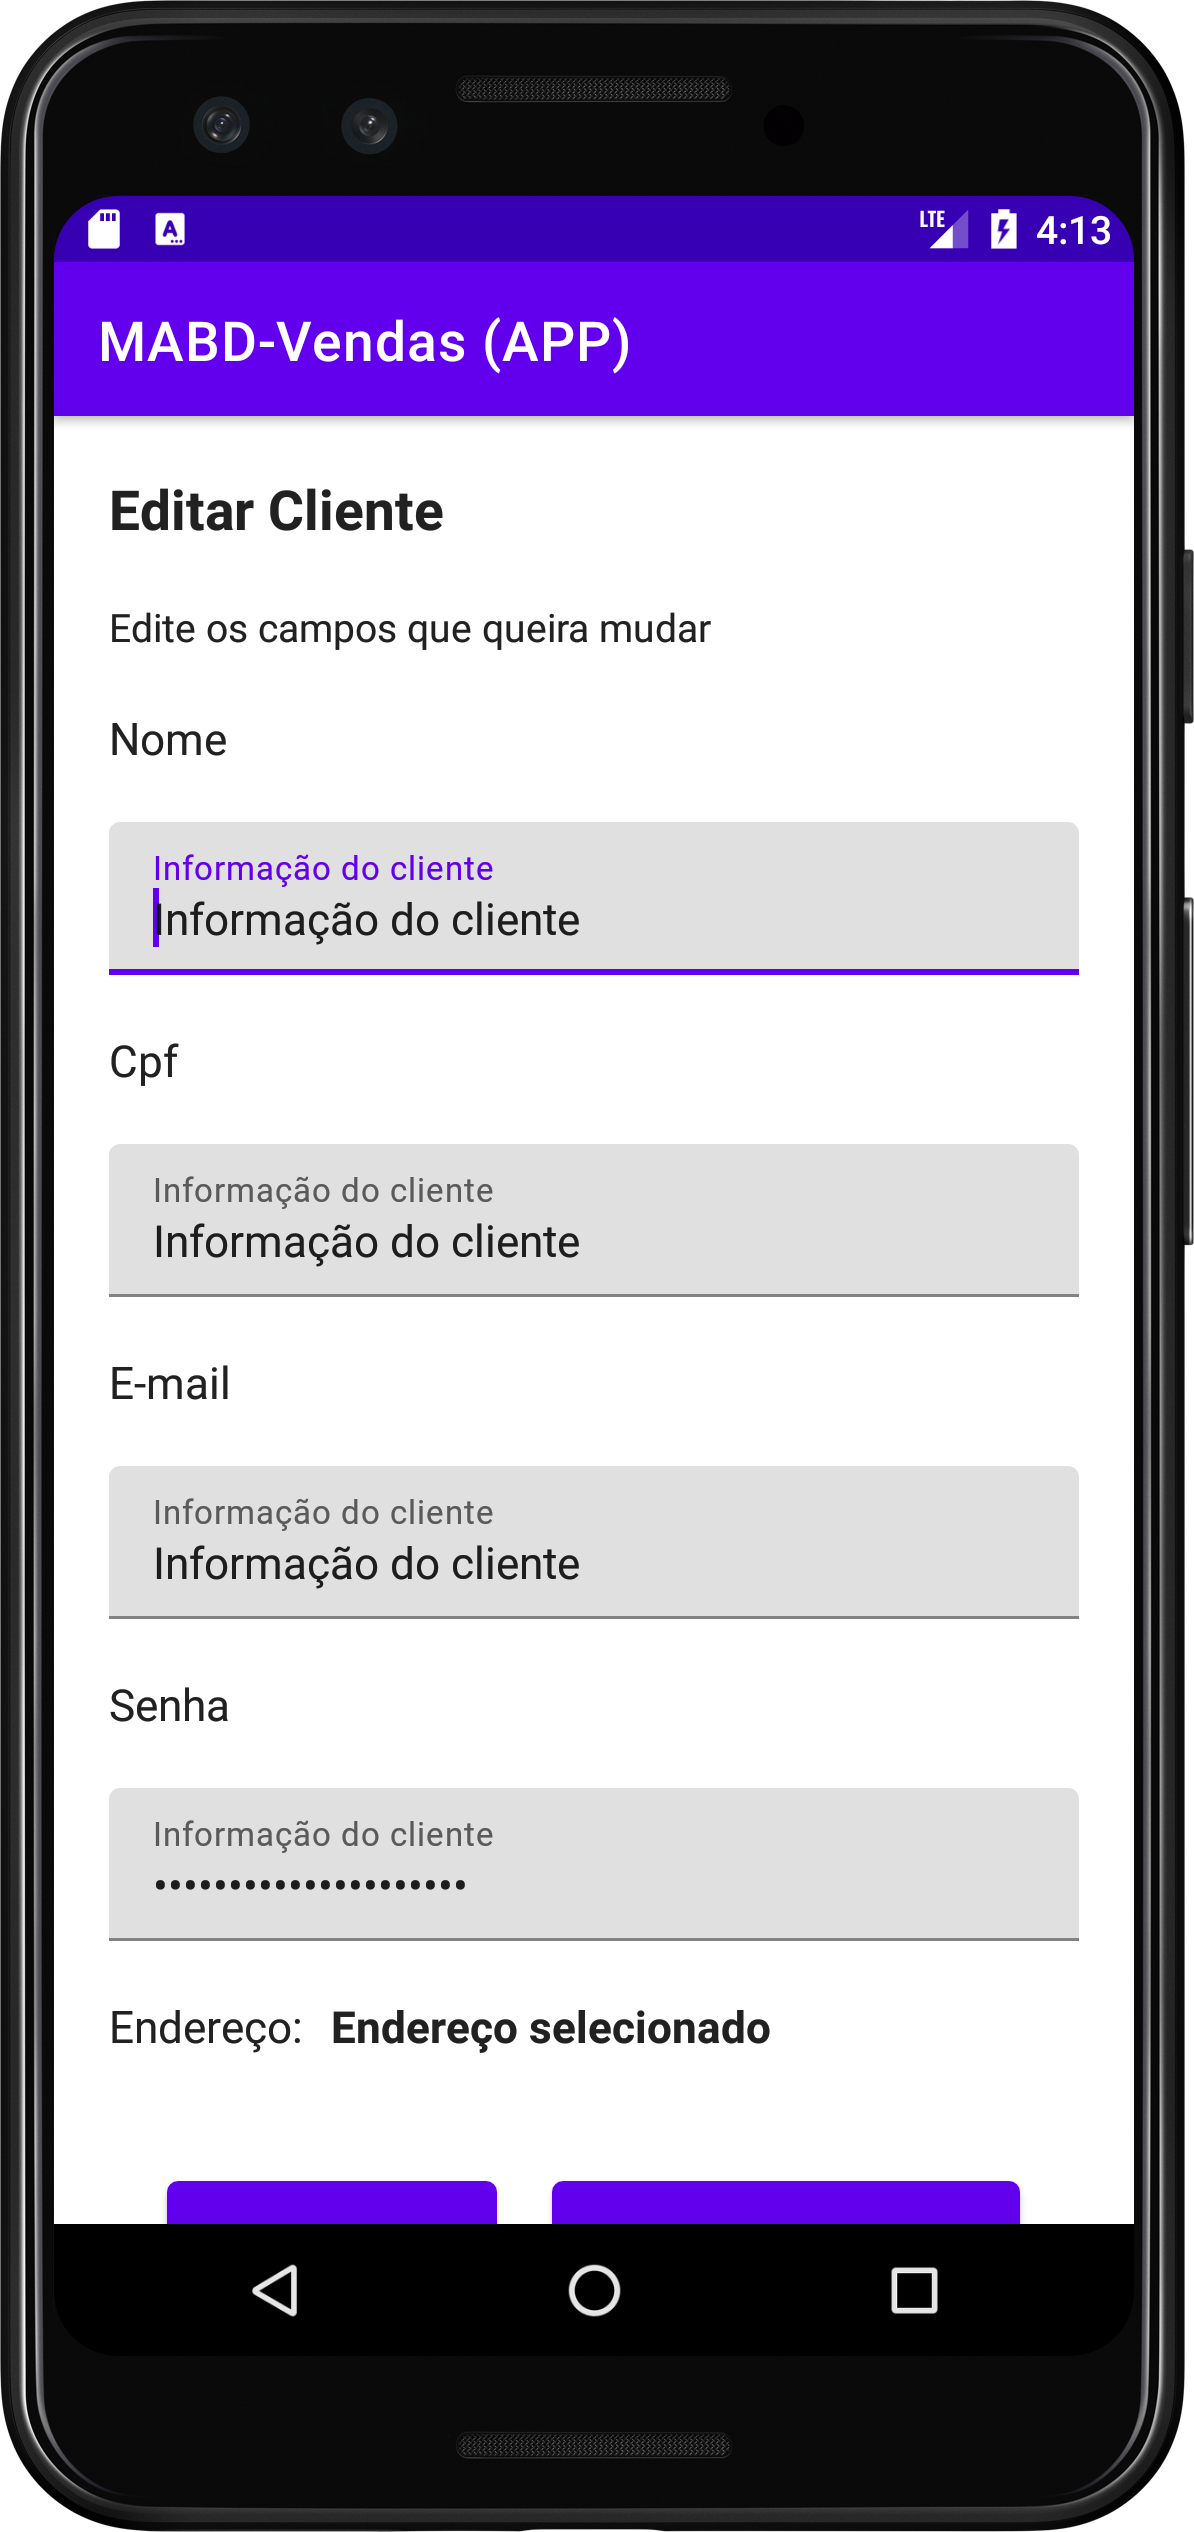 LTE 4:13
MABD-Vendas (APP)
Editar Cliente
Edite os campos que queira mudar
Nome
Informação do cliente
Informação do cliente
Cpf
Informação do cliente
Informação do cliente
E-mail
Informação do cliente
Informação do cliente
Senha
Informação do cliente
•••••••••••••••••••••
Endereço: Endereço selecionado